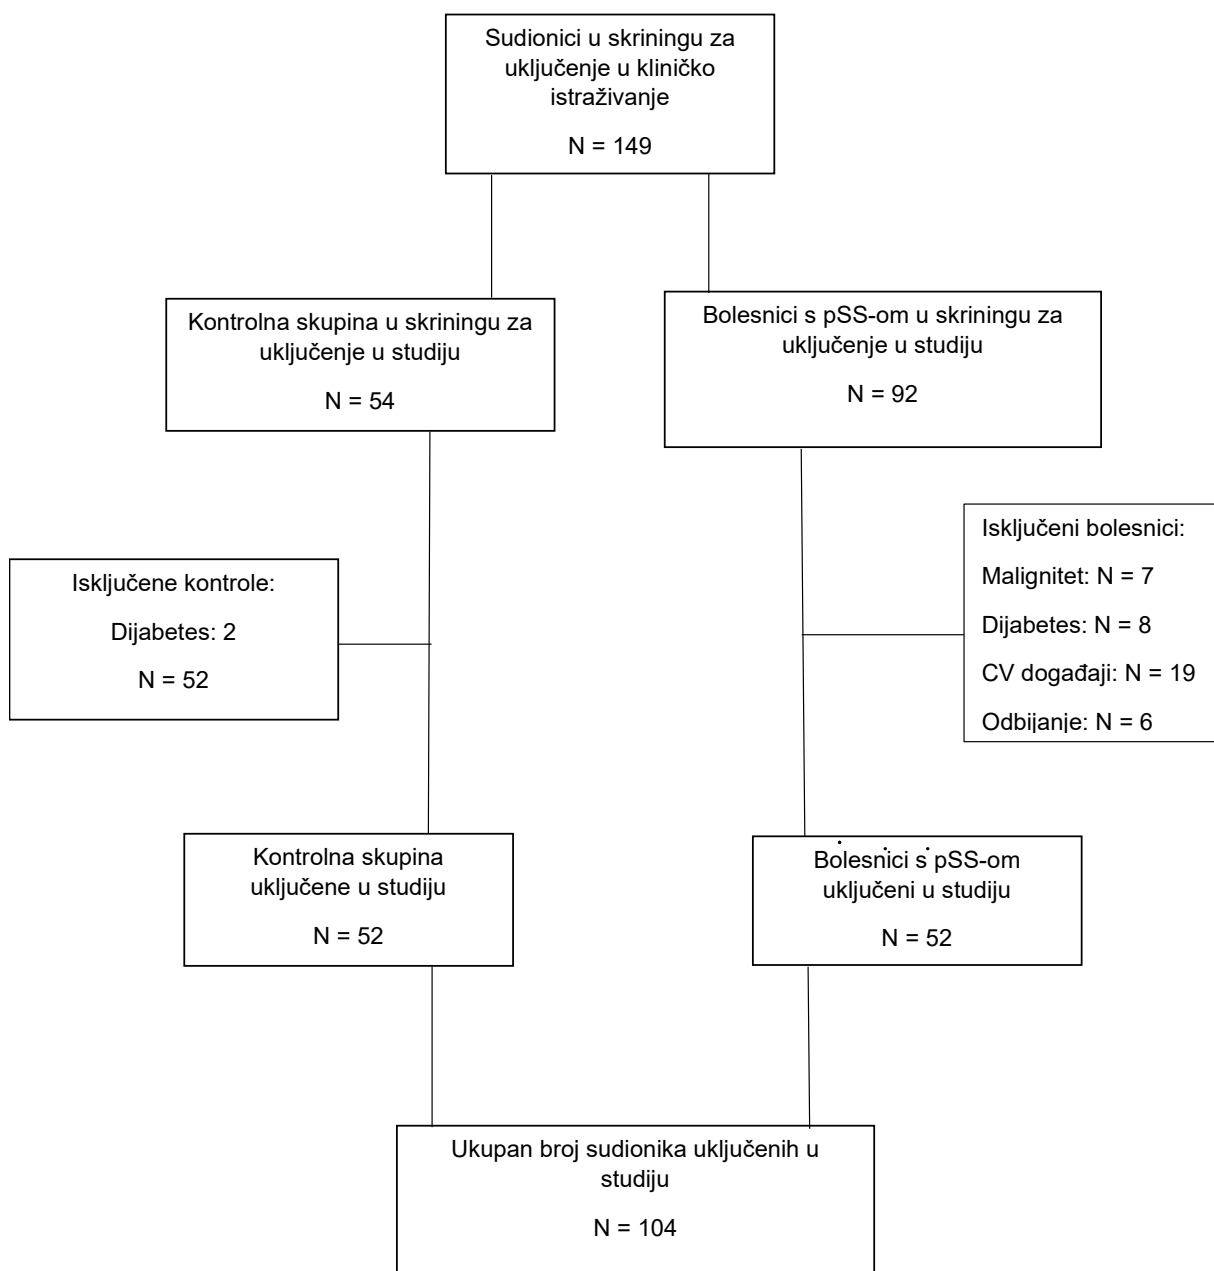 Sudionici u skriningu za
uključenje u kliničko
istraživanje
N = 149
Kontrolna skupina u skriningu za
uključenje u studiju
N = 54
Bolesnici s pSS-om u skriningu za
uključenje u studiju
N = 92
Isključene kontrole:
Dijabetes: 2
N = 52
Isključeni bolesnici:
Malignitet: N = 7
Dijabetes: N = 8
CV događaji: N = 19
Odbijanje: N = 6
Kontrolna skupina
uključene u studiju
N = 52
Bolesnici s pSS-om
uključeni u studiju
N = 52
Ukupan broj sudionika uključenih u
studiju
N = 104